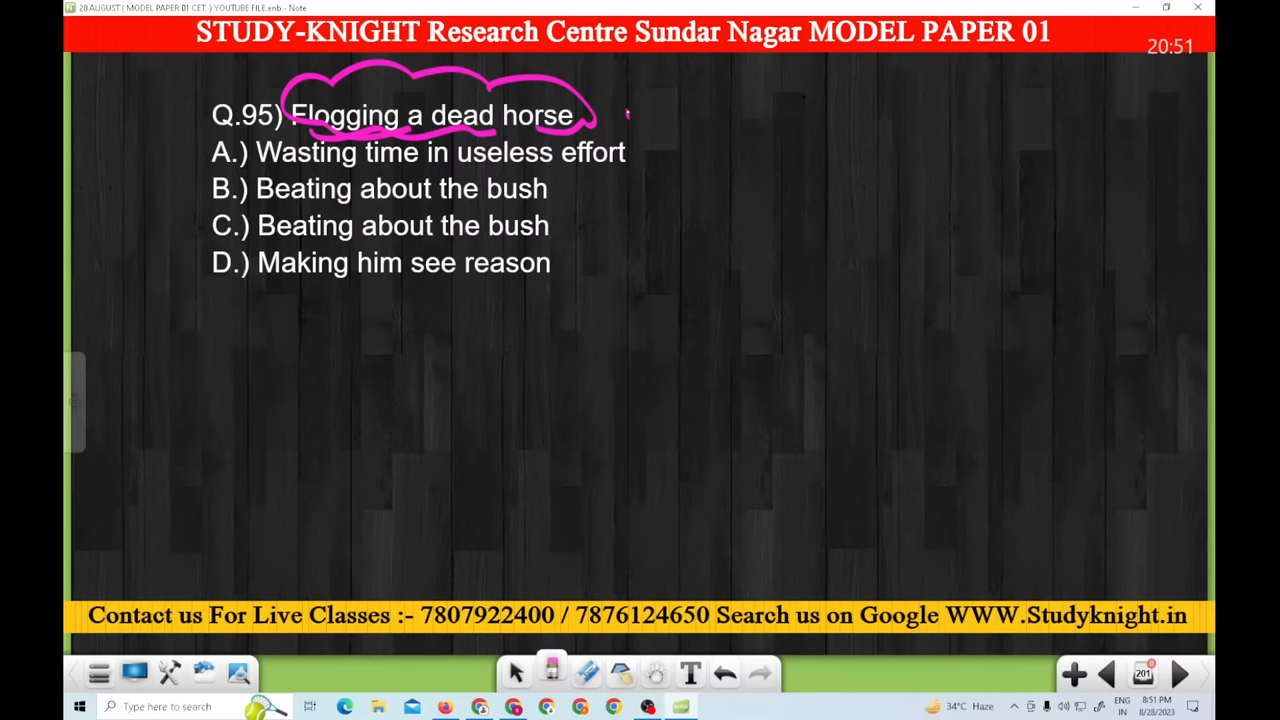 28 AUGUST ( MODEL PAPER 01 CET ) YOUTUBE FILE.enb - Note
STUDY-KNIGHT Research Centre Sundar Nagar MODEL PAPER 01
20:51
Q.95) Flogging a dead horse
A.) Wasting time in useless effort
B.) Beating about the bush
C.) Beating about the bush
D.) Making him see reason
Contact us For Live Classes :- 7807922400 / 7876124650 Search us on Google WWW.Studyknight.in
201
Type here to search
34°C Haze
ENG
IN
8:51 PM
8/28/2023